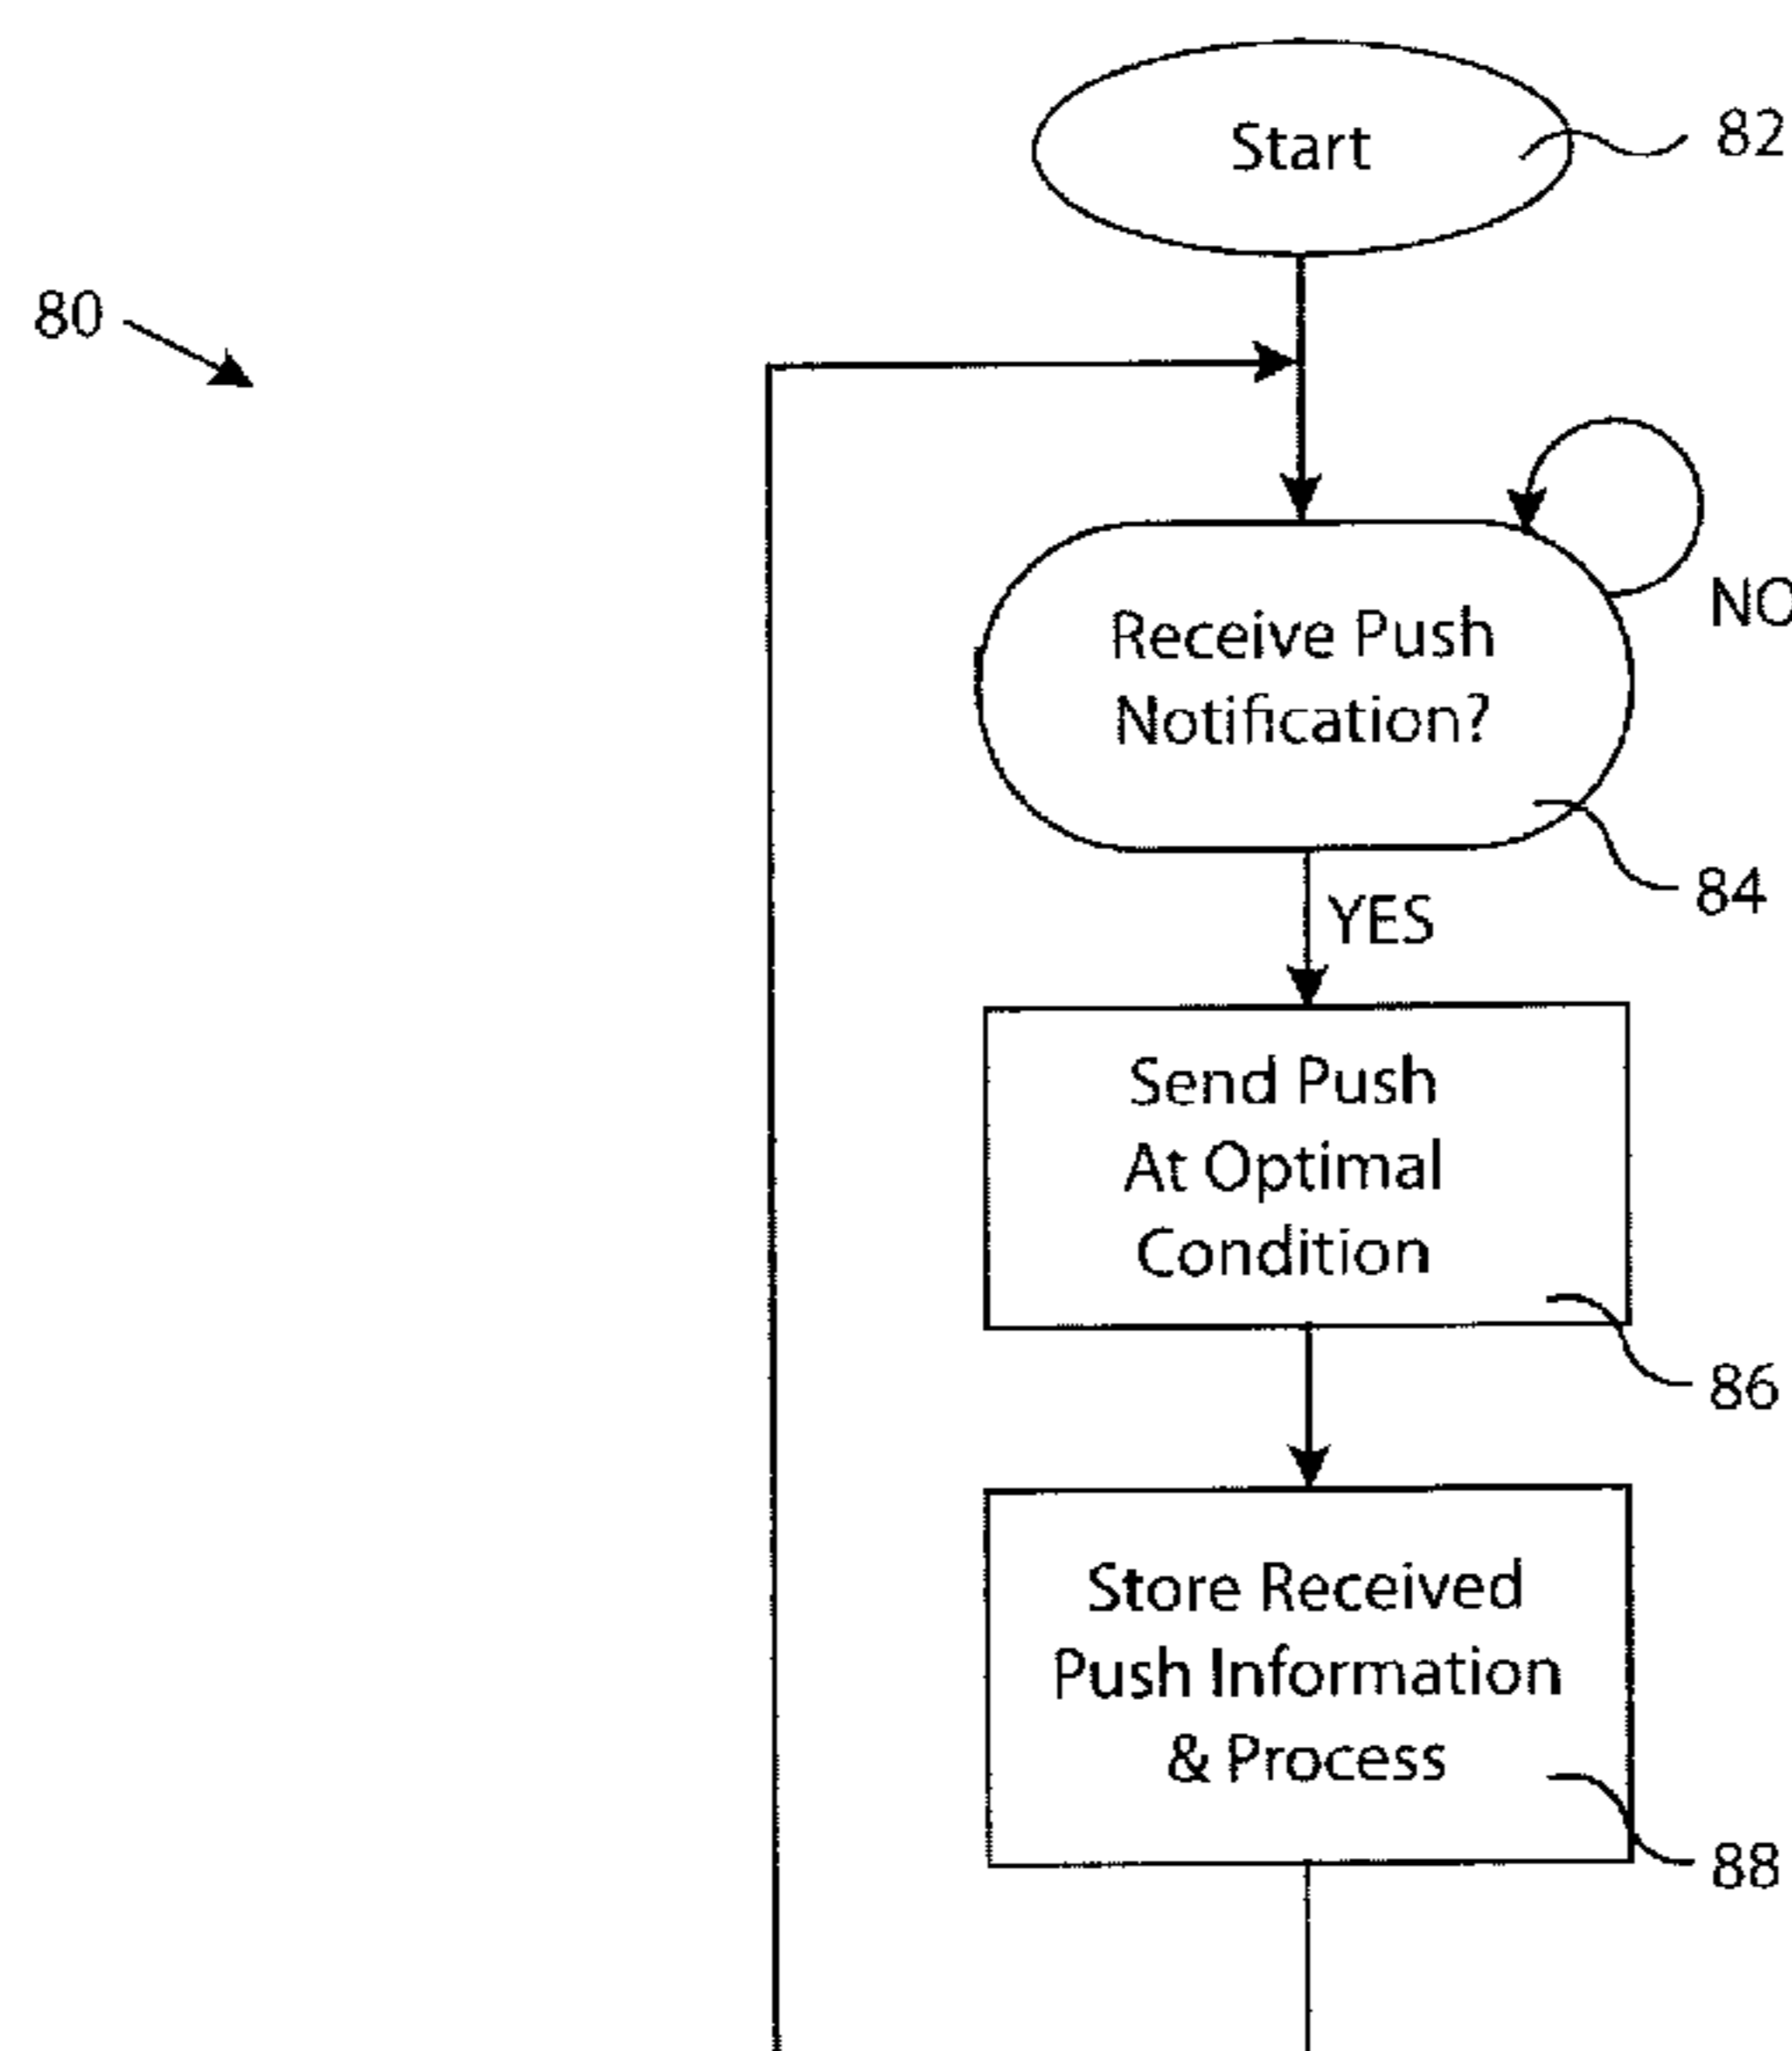 Start
82
80
NO
Receive Push
Notification?
84
YES
Send Push
At Optimal
Condition
86
Store Received
Push Information
& Process
88